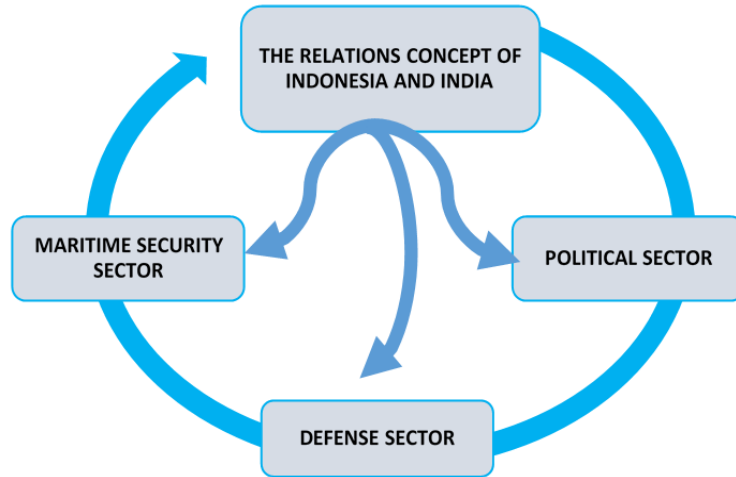 THE RELATIONS CONCEPT OF
INDONESIA AND INDIA
MARITIME SECURITY
SECTOR
POLITICAL SECTOR
DEFENSE SECTOR